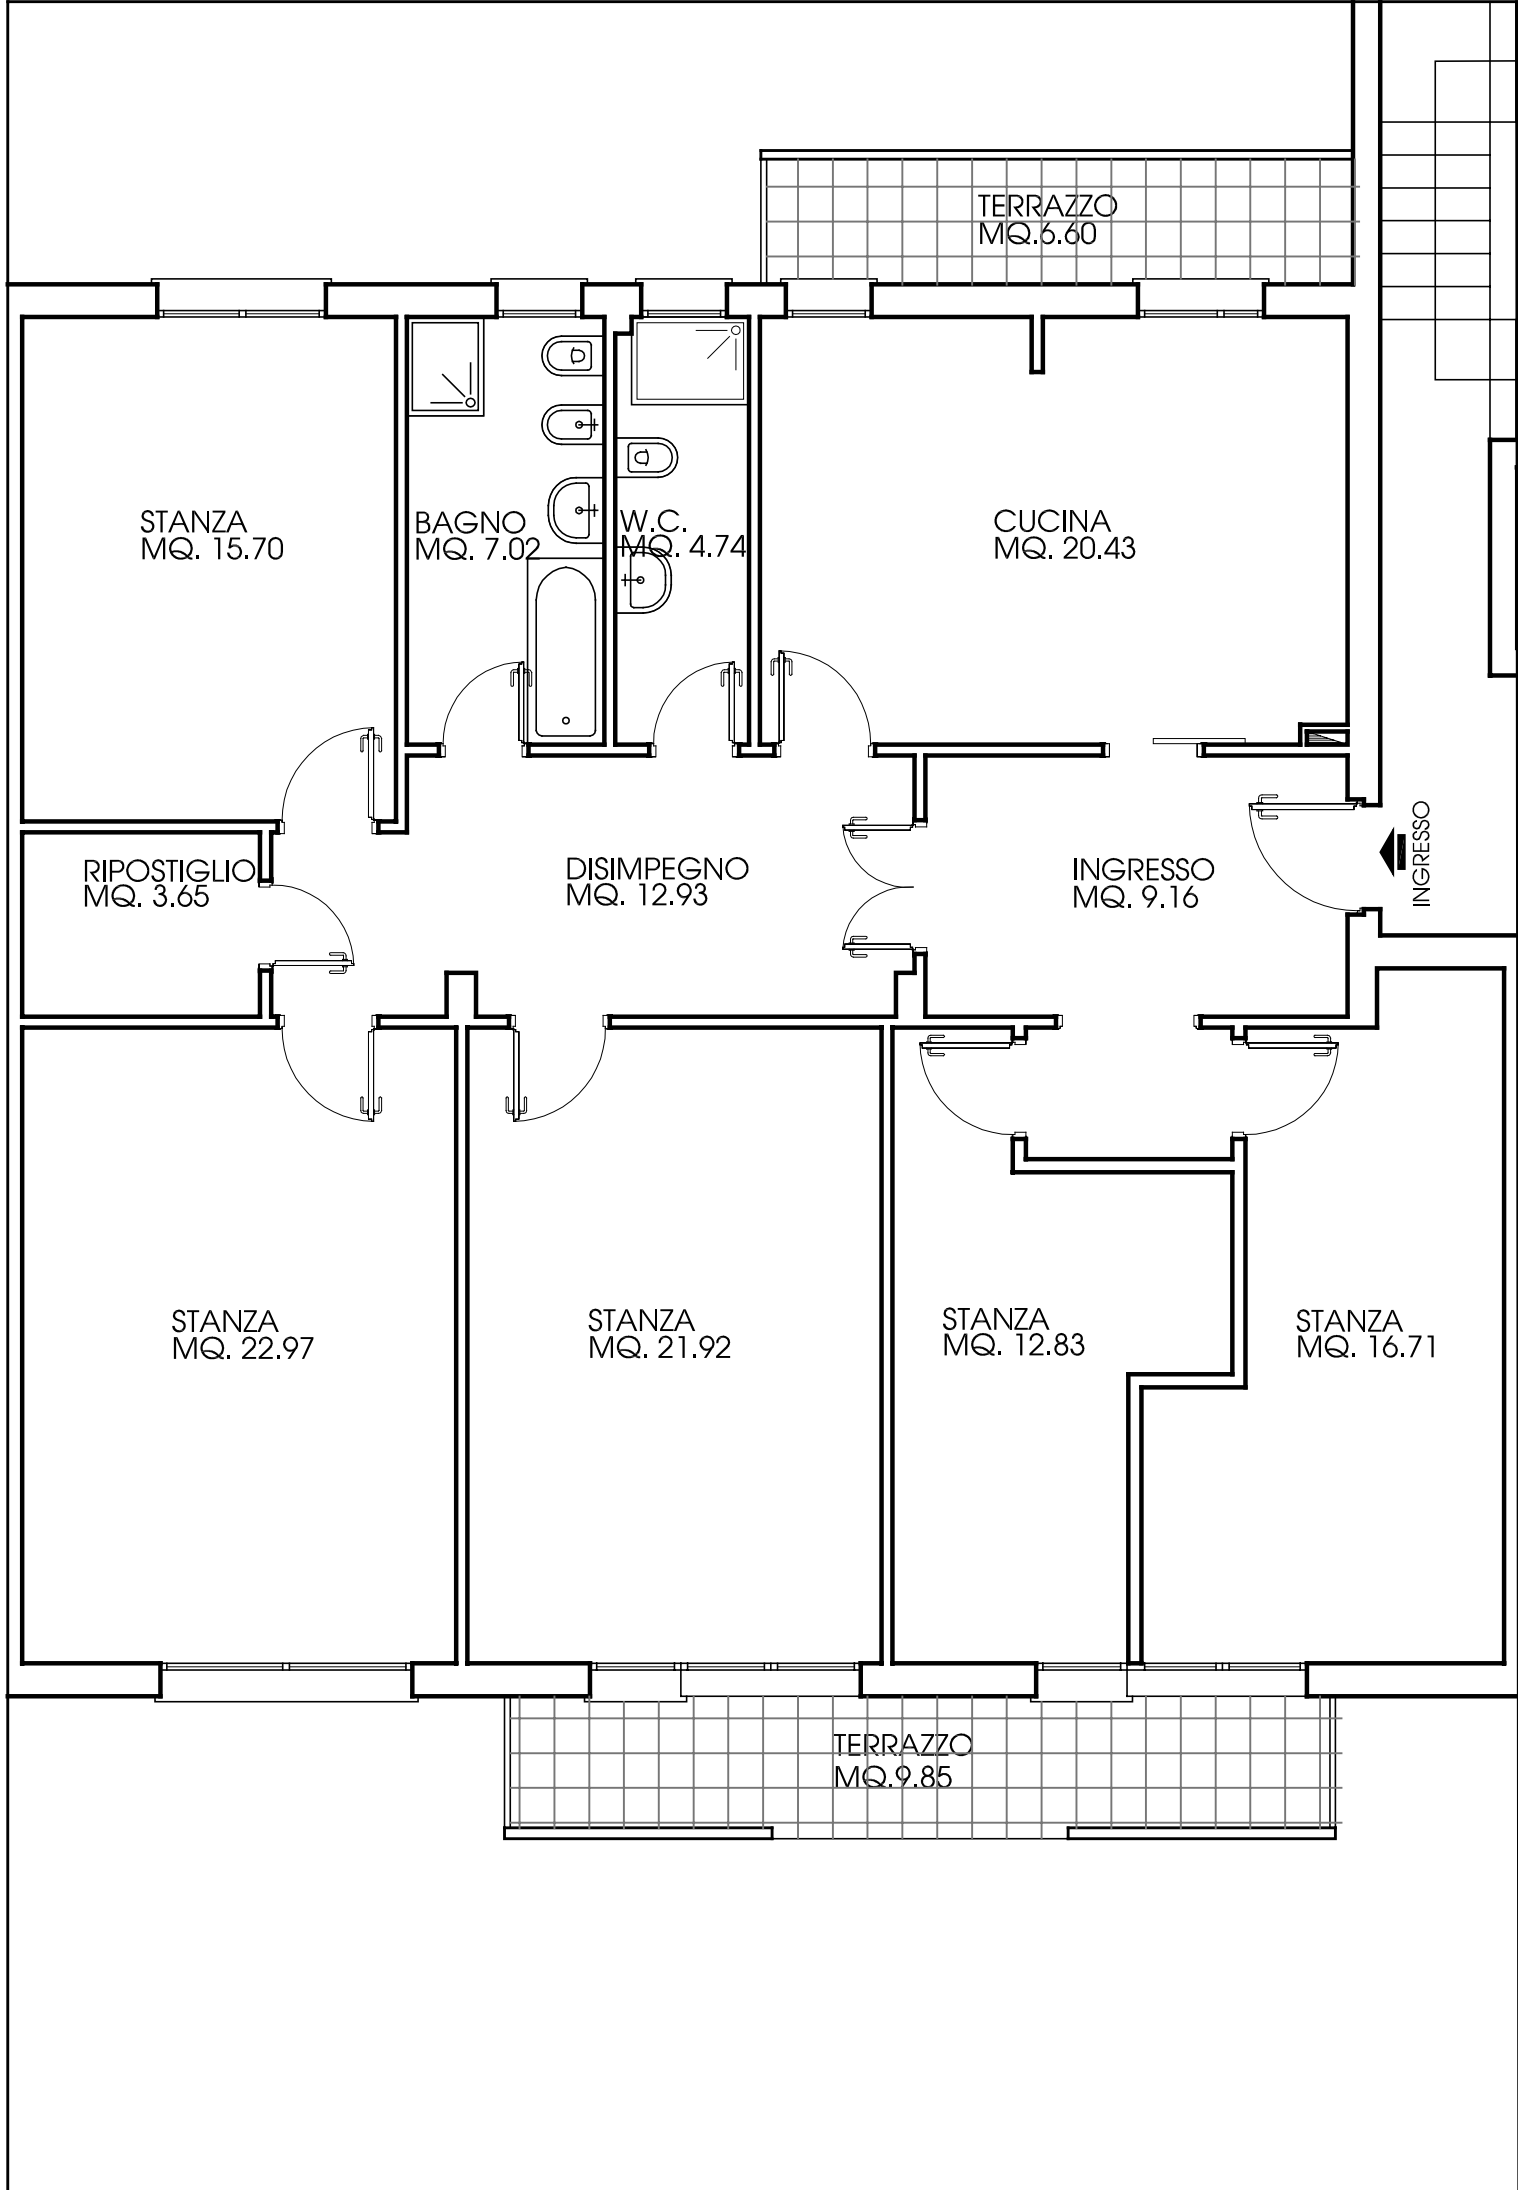 TERRAZZO
MQ.6.60
STANZA
MQ. 15.70
BAGNO
MQ. 7.02
W.C.
MQ. 4.74
CUCINA
MQ. 20.43
RIPOSTIGLIO
MQ. 3.65
DISIMPEGNO
MQ. 12.93
INGRESSO
MQ. 9.16
INGRESSO
STANZA
MQ. 22.97
STANZA
MQ. 21.92
STANZA
MQ. 12.83
STANZA
MQ. 16.71
TERRAZZO
MQ.9.85